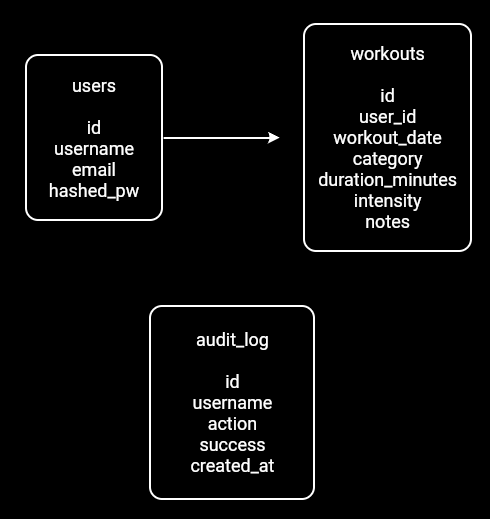 users
id
username
email
hashed_pw
workouts
id
user_id
workout_date
category
duration_minutes
intensity
notes
audit_log
id
username
action
success
created_at